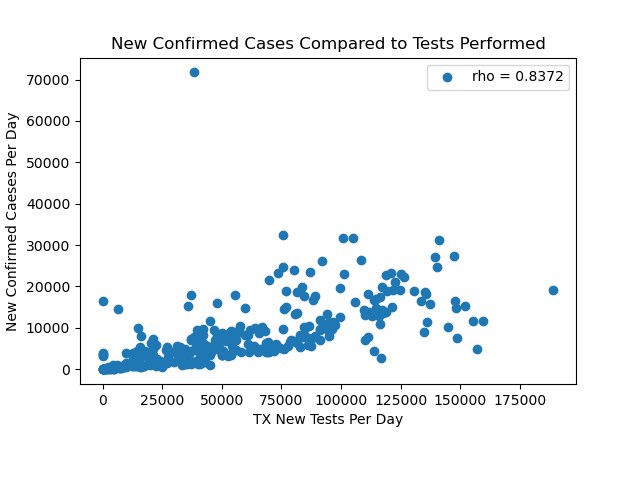 New Confirmed Cases Compared to Tests Performed
rho = 0.8372
70000
60000
50000
40000
30000
20000
10000
0
New Confirmed Caeses Per Day
0 25000 50000 75000 100000 125000 150000 175000
TX New Tests Per Day